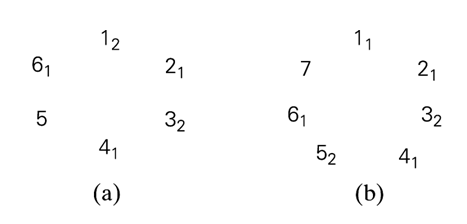 1₂ 1₁
6₁ 2₁ 7 2₁
5 3₂ 6₁ 3₂
4₁ 5₂ 4₁
(a) (b)